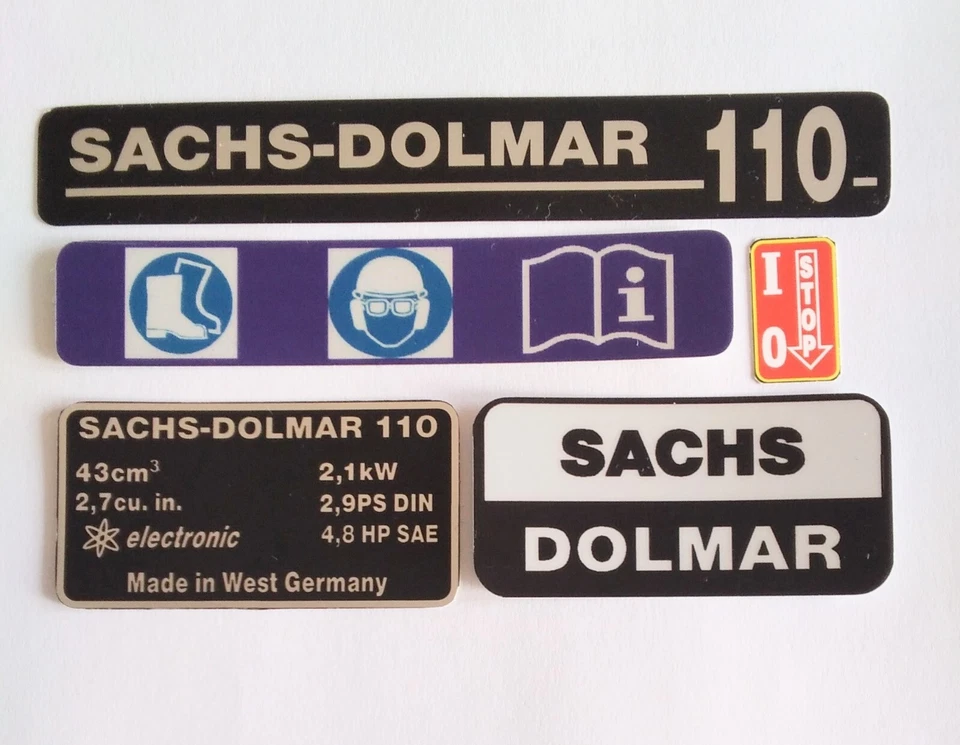 SACHS-DOLMAR 110-
i
I
STOP
0
SACHS-DOLMAR 110
43cm³ 2,1kW
2,7cu. in. 2,9PS DIN
electronic 4,8 HP SAE
Made in West Germany
SACHS
DOLMAR